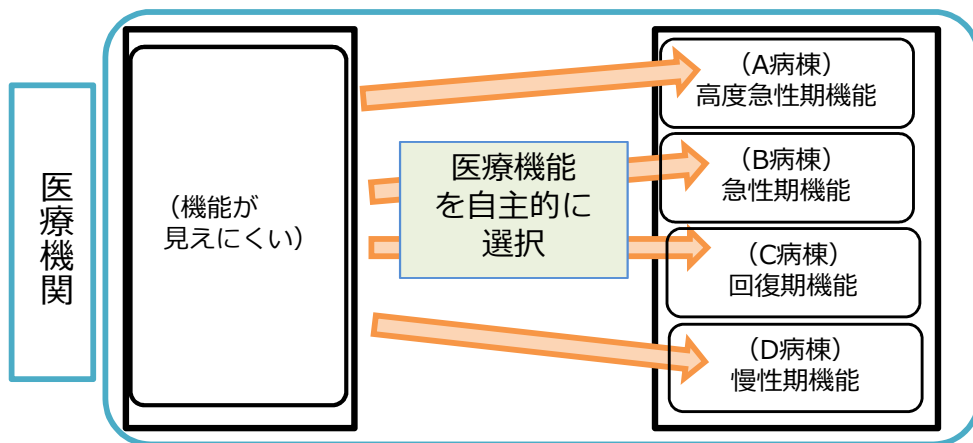 医療機関
（機能が
見えにくい）
医療機能
を自主的に
選択
（A病棟）
高度急性期機能
（B病棟）
急性期機能
（C病棟）
回復期機能
（D病棟）
慢性期機能